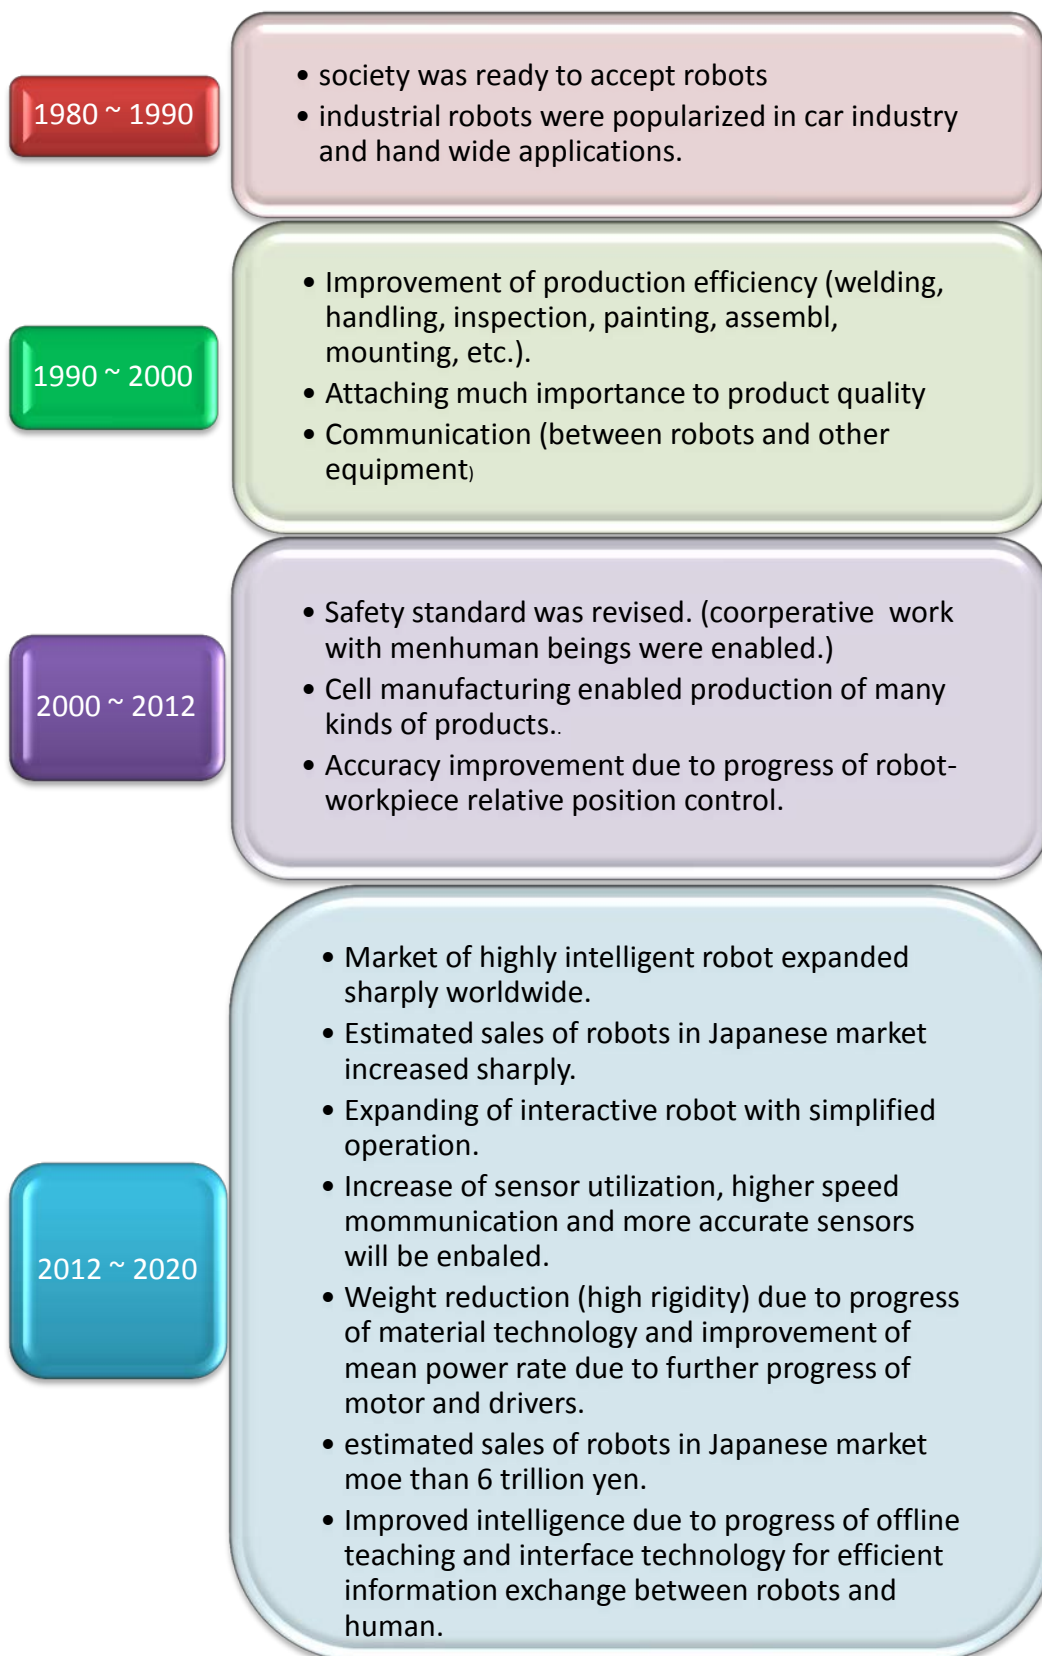 1980 ~ 1990
• society was ready to accept robots
• industrial robots were popularized in car industry
and hand wide applications.
1990 ~ 2000
• Improvement of production efficiency (welding,
handling, inspection, painting, assembl,
mounting, etc.).
• Attaching much importance to product quality
• Communication (between robots and other
equipment)
2000 ~ 2012
• Safety standard was revised. (coorperative  work
with menhuman beings were enabled.)
• Cell manufacturing enabled production of many
kinds of products..
• Accuracy improvement due to progress of robot-
workpiece relative position control.
2012 ~ 2020
• Market of highly intelligent robot expanded
sharply worldwide.
• Estimated sales of robots in Japanese market
increased sharply.
• Expanding of interactive robot with simplified
operation.
• Increase of sensor utilization, higher speed
mommunication and more accurate sensors
will be enbaled.
• Weight reduction (high rigidity) due to progress
of material technology and improvement of
mean power rate due to further progress of
motor and drivers.
• estimated sales of robots in Japanese market
moe than 6 trillion yen.
• Improved intelligence due to progress of offline
teaching and interface technology for efficient
information exchange between robots and
human.